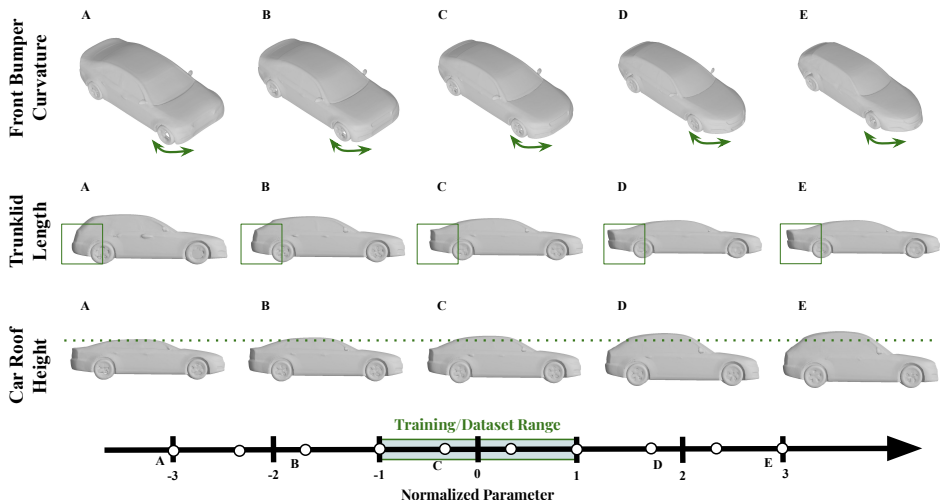 A B C D E
Front Bumper
Curvature
A B C D E
Trunklid
Length
A B C D E
Car Roof
Height
Training/Dataset Range
A B C D E
-3 -2 -1 0 1 2 3
Normalized Parameter